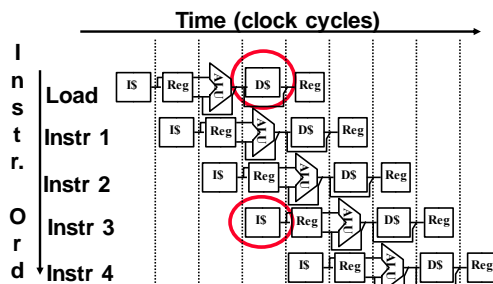 Time (clock cycles)
I
n
s
t
r.
O
r
d
Load I$ Reg ALU D$ Reg
Instr 1 I$ Reg ALU D$ Reg
Instr 2 I$ Reg ALU D$ Reg
Instr 3 I$ Reg ALU D$ Reg
Instr 4 I$ Reg ALU D$ Reg